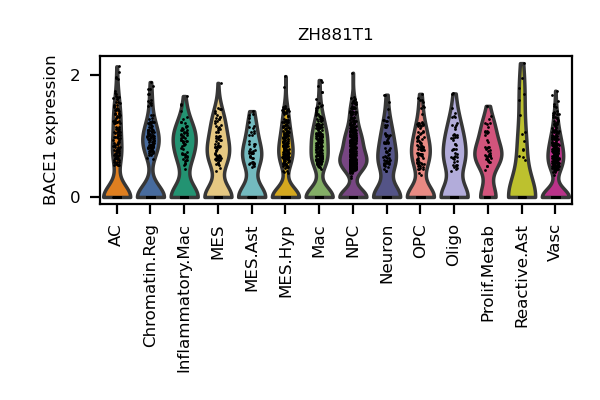 ZH881T1
BACE1 expression
2
0
AC
Chromatin.Reg
Inflammatory.Mac
MES
MES.Ast
MES.Hyp
Mac
NPC
Neuron
OPC
Oligo
Prolif.Metab
Reactive.Ast
Vasc